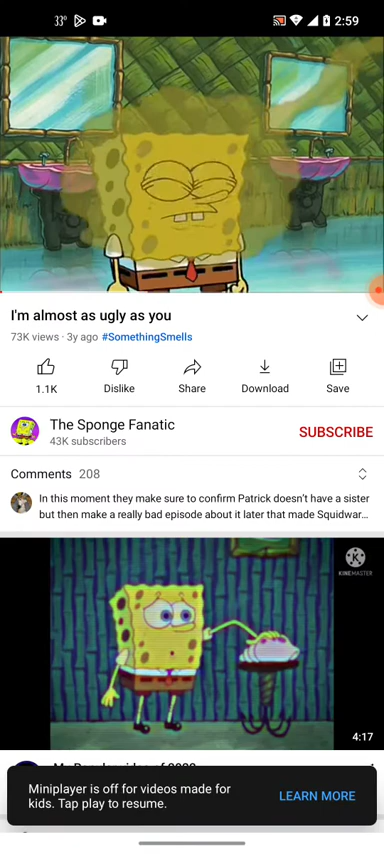 33° 2:59
I'm almost as ugly as you
73K views · 3y ago #SomethingSmells
1.1K Dislike Share Download Save
The Sponge Fanatic
43K subscribers
SUBSCRIBE
Comments 208
In this moment they make sure to confirm Patrick doesn't have a sister
but then make a really bad episode about it later that made Squidwar...
KINEMASTER
4:17
Miniplayer is off for videos made for
kids. Tap play to resume.
LEARN MORE